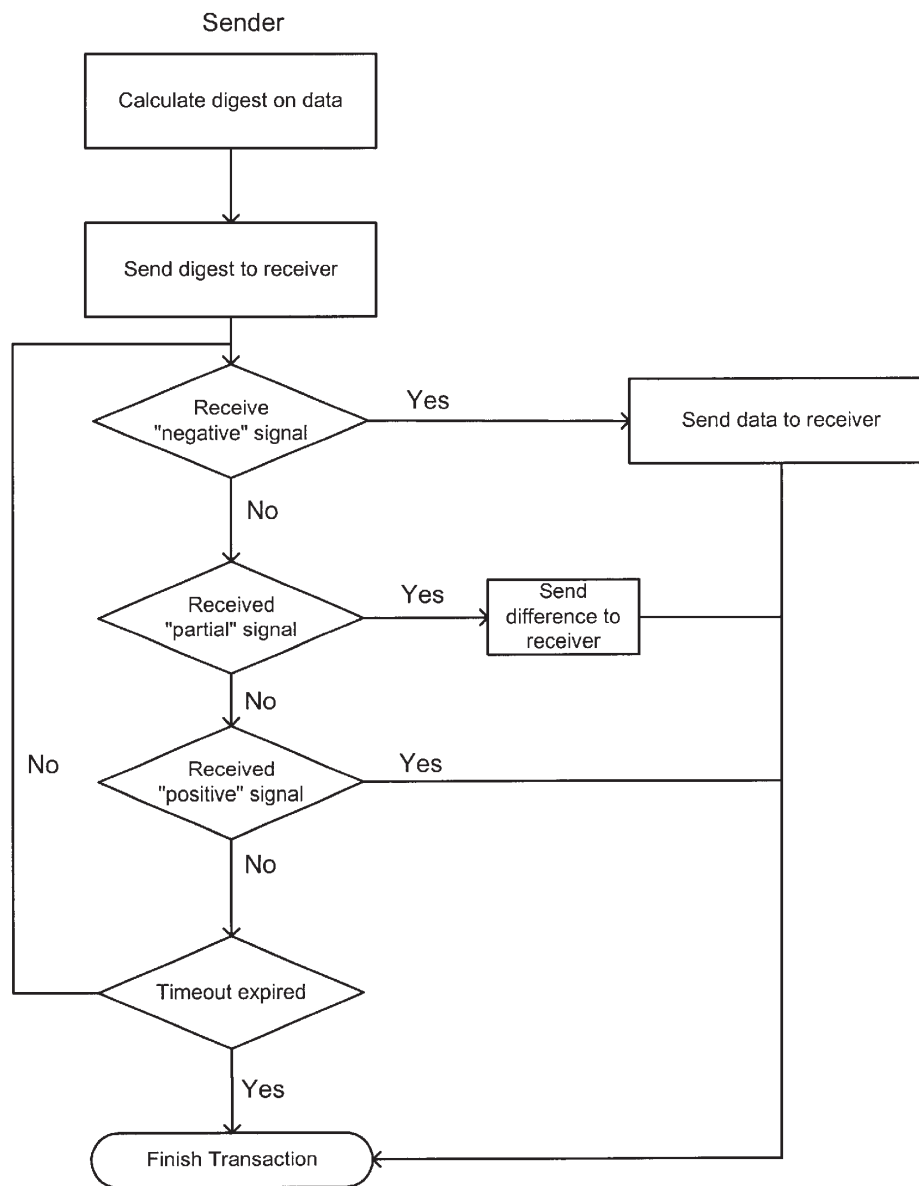 Sender
Calculate digest on data
Send digest to receiver
Receive
"negative" signal
Yes
Send data to receiver
No
Received
"partial" signal
Yes
Send
difference to
receiver
No
Received
"positive" signal
Yes
No
No
Timeout expired
Yes
Finish Transaction